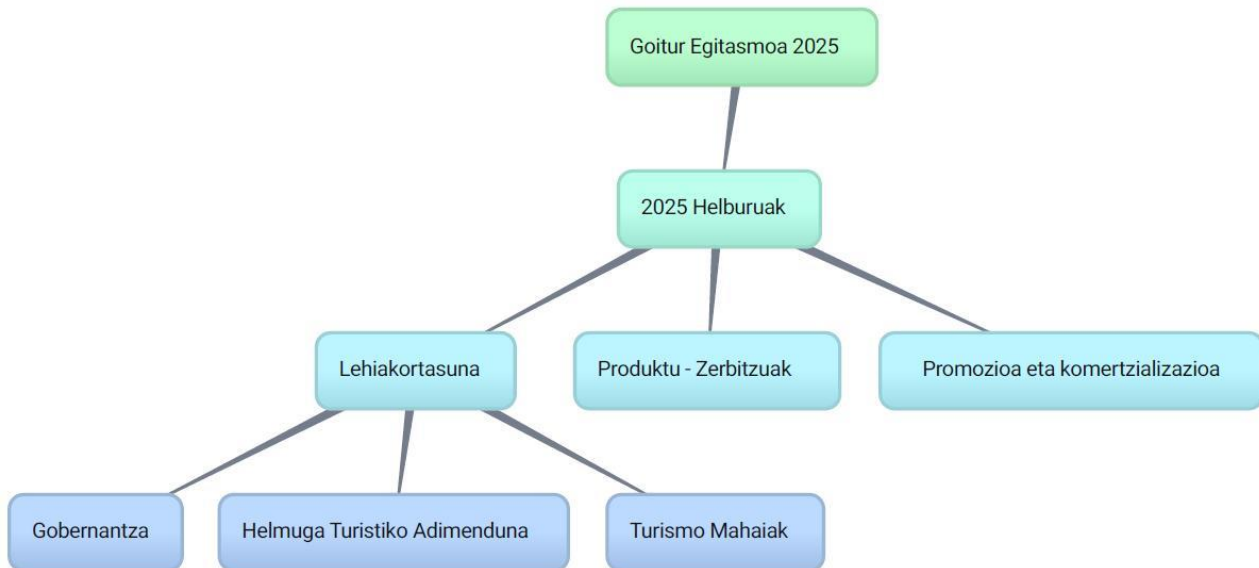 Goitur Egitasmoa 2025
2025 Helburuak
Lehiakortasuna
Produktu - Zerbitzuak
Promozioa eta komertzializazioa
Gobernantza
Helmuga Turistiko Adimenduna
Turismo Mahaiak